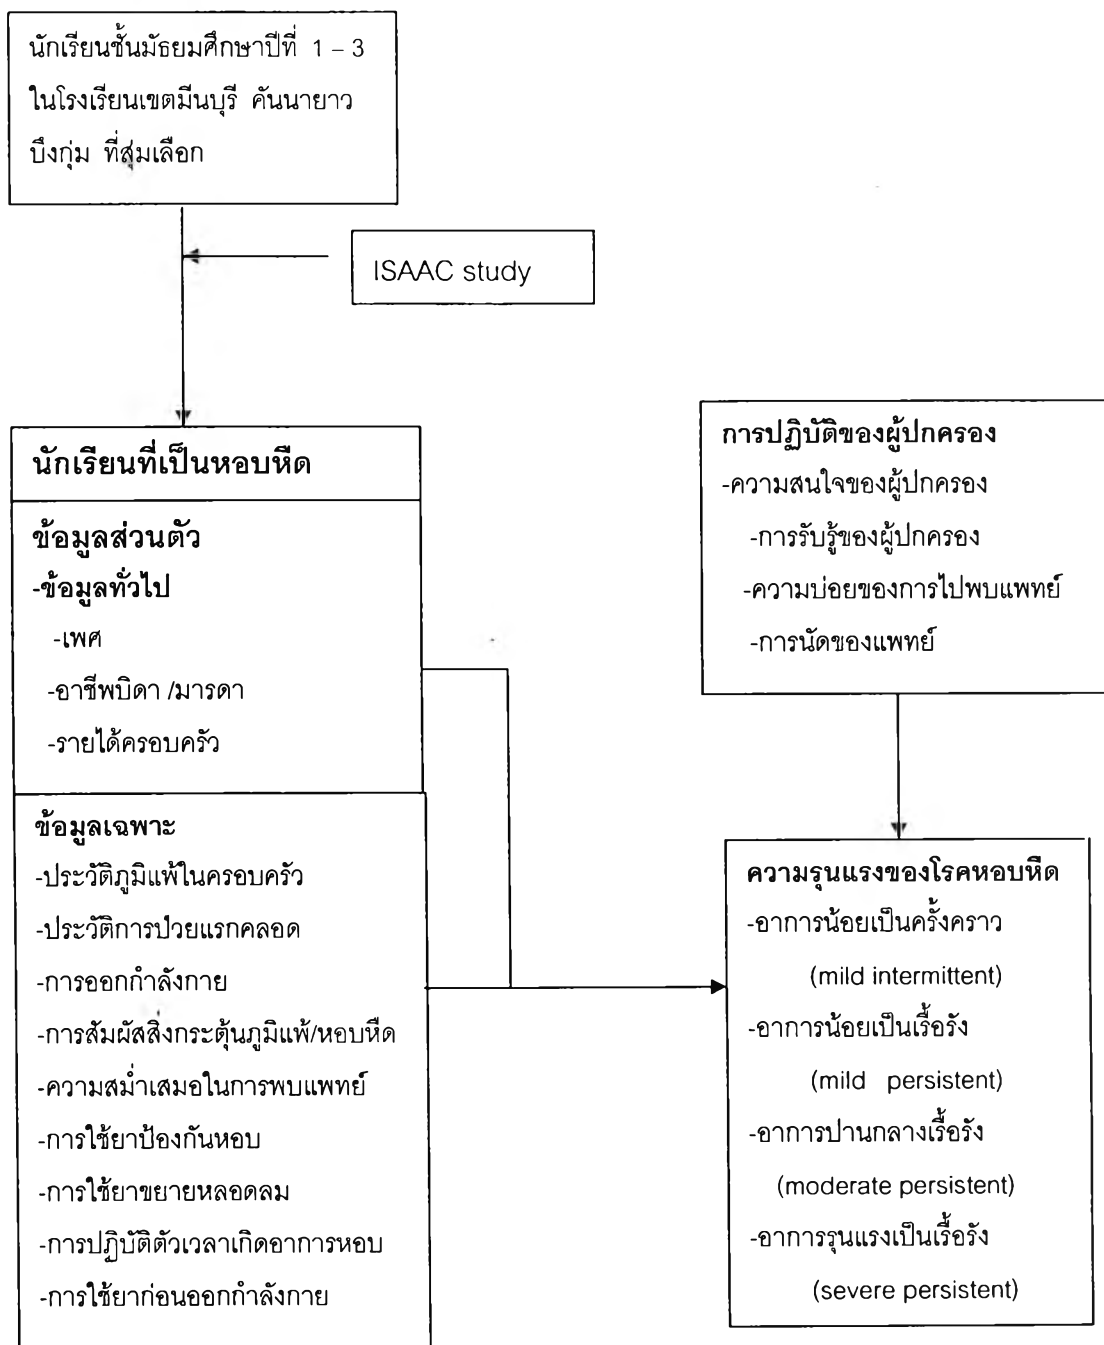 นักเรียนชั้นมัธยมศึกษาปีที่ 1 – 3
ในโรงเรียนเขตมีนบุรี คันนายาว
บึงกุ่ม ที่สุ่มเลือก
ISAAC study
นักเรียนที่เป็นหอบหืด
ข้อมูลส่วนตัว
-ข้อมูลทั่วไป
-เพศ
-อาชีพบิดา /มารดา
-รายได้ครอบครัว
ข้อมูลเฉพาะ
-ประวัติภูมิแพ้ในครอบครัว
-ประวัติการป่วยแรกคลอด
-การออกกำลังกาย
-การสัมผัสสิ่งกระตุ้นภูมิแพ้/หอบหืด
-ความสม่ำเสมอในการพบแพทย์
-การใช้ยาป้องกันหอบ
-การใช้ยาขยายหลอดลม
-การปฏิบัติตัวเวลาเกิดอาการหอบ
-การใช้ยาก่อนออกกำลังกาย
การปฏิบัติของผู้ปกครอง
-ความสนใจของผู้ปกครอง
-การรับรู้ของผู้ปกครอง
-ความบ่อยของการไปพบแพทย์
-การนัดของแพทย์
ความรุนแรงของโรคหอบหืด
-อาการน้อยเป็นครั้งคราว
(mild intermittent)
-อาการน้อยเป็นเรื้อรัง
(mild persistent)
-อาการปานกลางเรื้อรัง
(moderate persistent)
-อาการรุนแรงเป็นเรื้อรัง
(severe persistent)